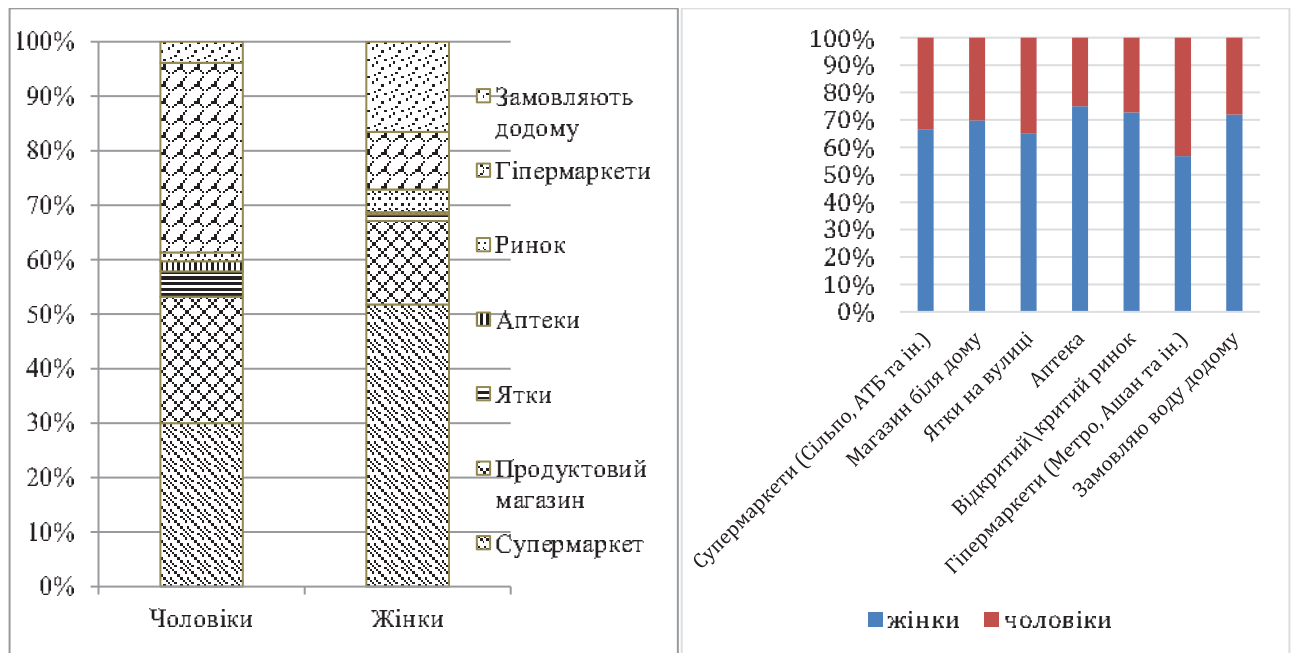 100%
90%
80%
70%
60%
50%
40%
30%
20%
10%
0%
Чоловіки
Жінки
Замовляють
додому
Гіпермаркети
Ринок
Аптеки
Ятки
Продуктовий
магазин
Супермаркет
100%
90%
80%
70%
60%
50%
40%
30%
20%
10%
0%
Супермаркети (Сільпо, АТБ та ін.)
Магазин біля дому
Ятки на вулиці
Аптека
Відкритий\критий ринок
Гіпермаркети (Метро, Ашан та ін.)
Замовляю воду додому
жінки
чоловіки